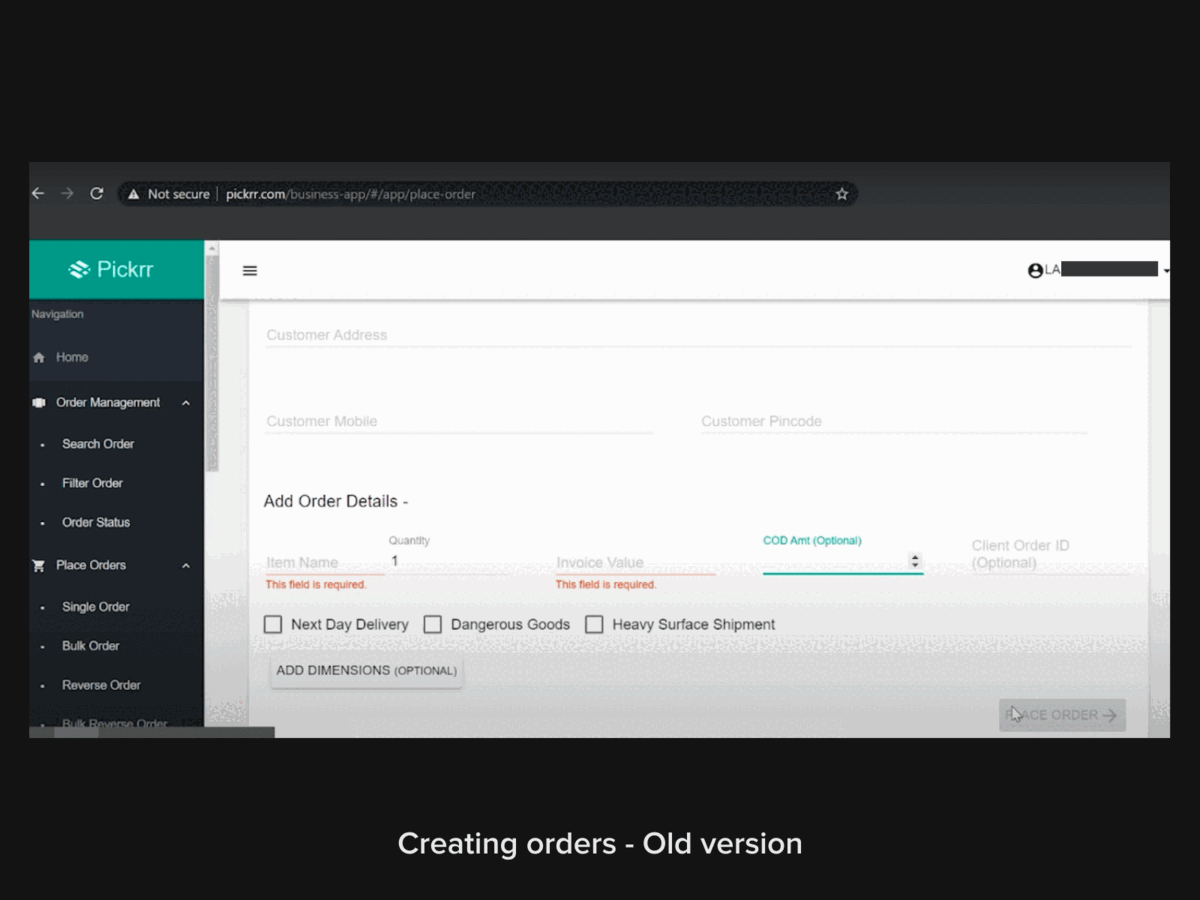 Not secure | pickrr.com/business-app/#/app/place-order
Pickrr
LA
Navigation
Home
Order Management
Search Order
Filter Order
Order Status
Place Orders
Single Order
Bulk Order
Reverse Order
Bulk Reverse Order
Customer Address
Customer Mobile
Customer Pincode
Add Order Details -
Item Name
This field is required.
Quantity
1
Invoice Value
This field is required.
COD Amt (Optional)
Client Order ID
(Optional)
Next Day Delivery
Dangerous Goods
Heavy Surface Shipment
ADD DIMENSIONS (OPTIONAL)
PLACE ORDER
Creating orders - Old version